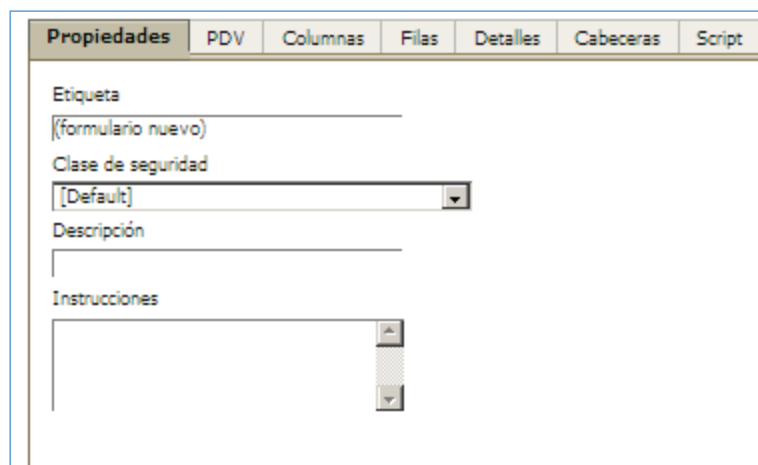 Propiedades PDV Columnas Filas Detalles Cabeceras Script
Etiqueta
(formulario nuevo)
Clase de seguridad
[Default]
Descripción
Instrucciones